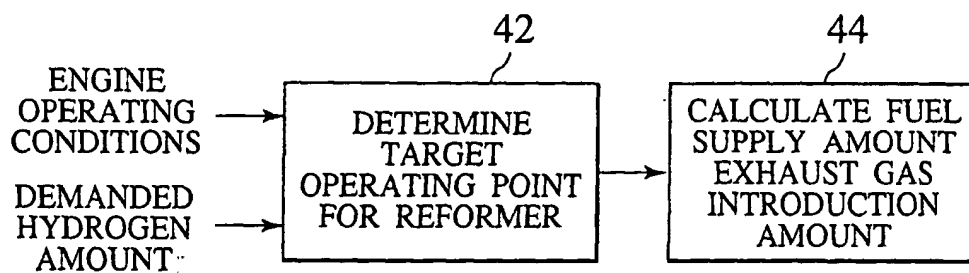 42
44
ENGINE
OPERATING
CONDITIONS
DEMANDED
HYDROGEN
AMOUNT
DETERMINE
TARGET
OPERATING POINT
FOR REFORMER
CALCULATE FUEL
SUPPLY AMOUNT
EXHAUST GAS
INTRODUCTION
AMOUNT